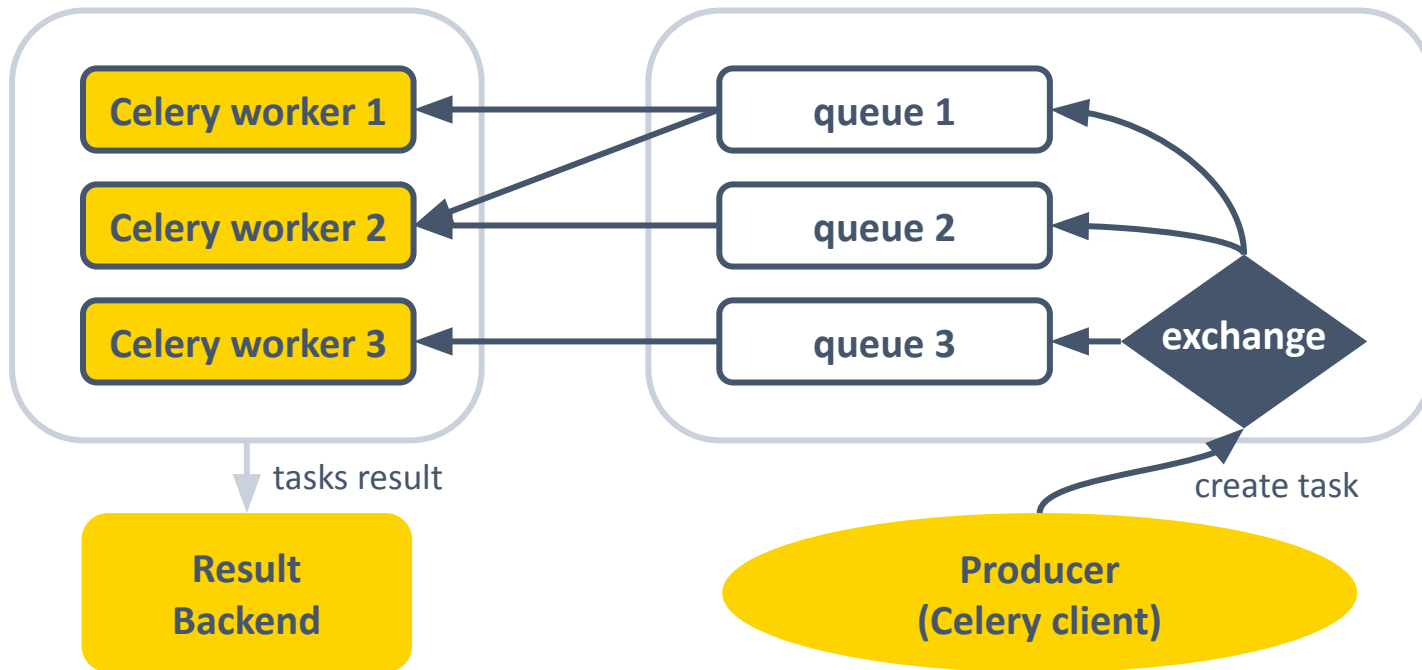 Celery worker 1
queue 1
Celery worker 2
queue 2
Celery worker 3
queue 3
exchange
tasks result
create task
Result
Backend
Producer
(Celery client)